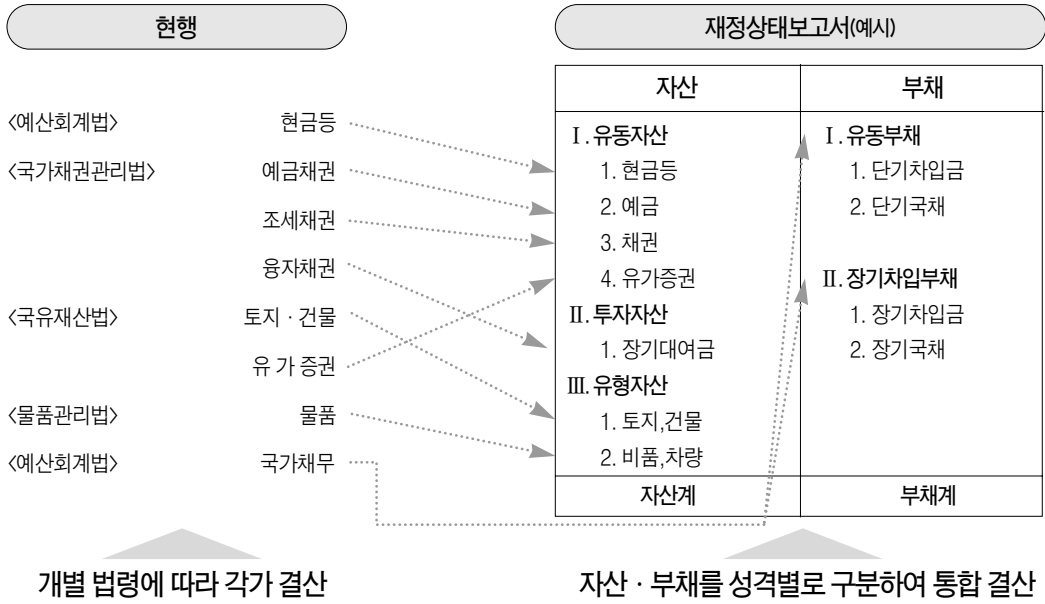 현행
<예산회계법> 현금등
<국가채권관리법> 예금채권
조세채권
융자채권
<국유재산법> 토지 · 건물
유 가 증권
<물품관리법> 물품
<예산회계법> 국가채무
개별 법령에 따라 각가 결산
재정상태보고서(예시)
자산 부채
Ⅰ. 유동자산
1. 현금등
2. 예금
3. 채권
4. 유가증권
Ⅱ. 투자자산
1. 장기대여금
Ⅲ. 유형자산
1. 토지,건물
2. 비품,차량
자산계
Ⅰ. 유동부채
1. 단기차입금
2. 단기국채
Ⅱ. 장기차입부채
1. 장기차입금
2. 장기국채
부채계
자산 · 부채를 성격별로 구분하여 통합 결산